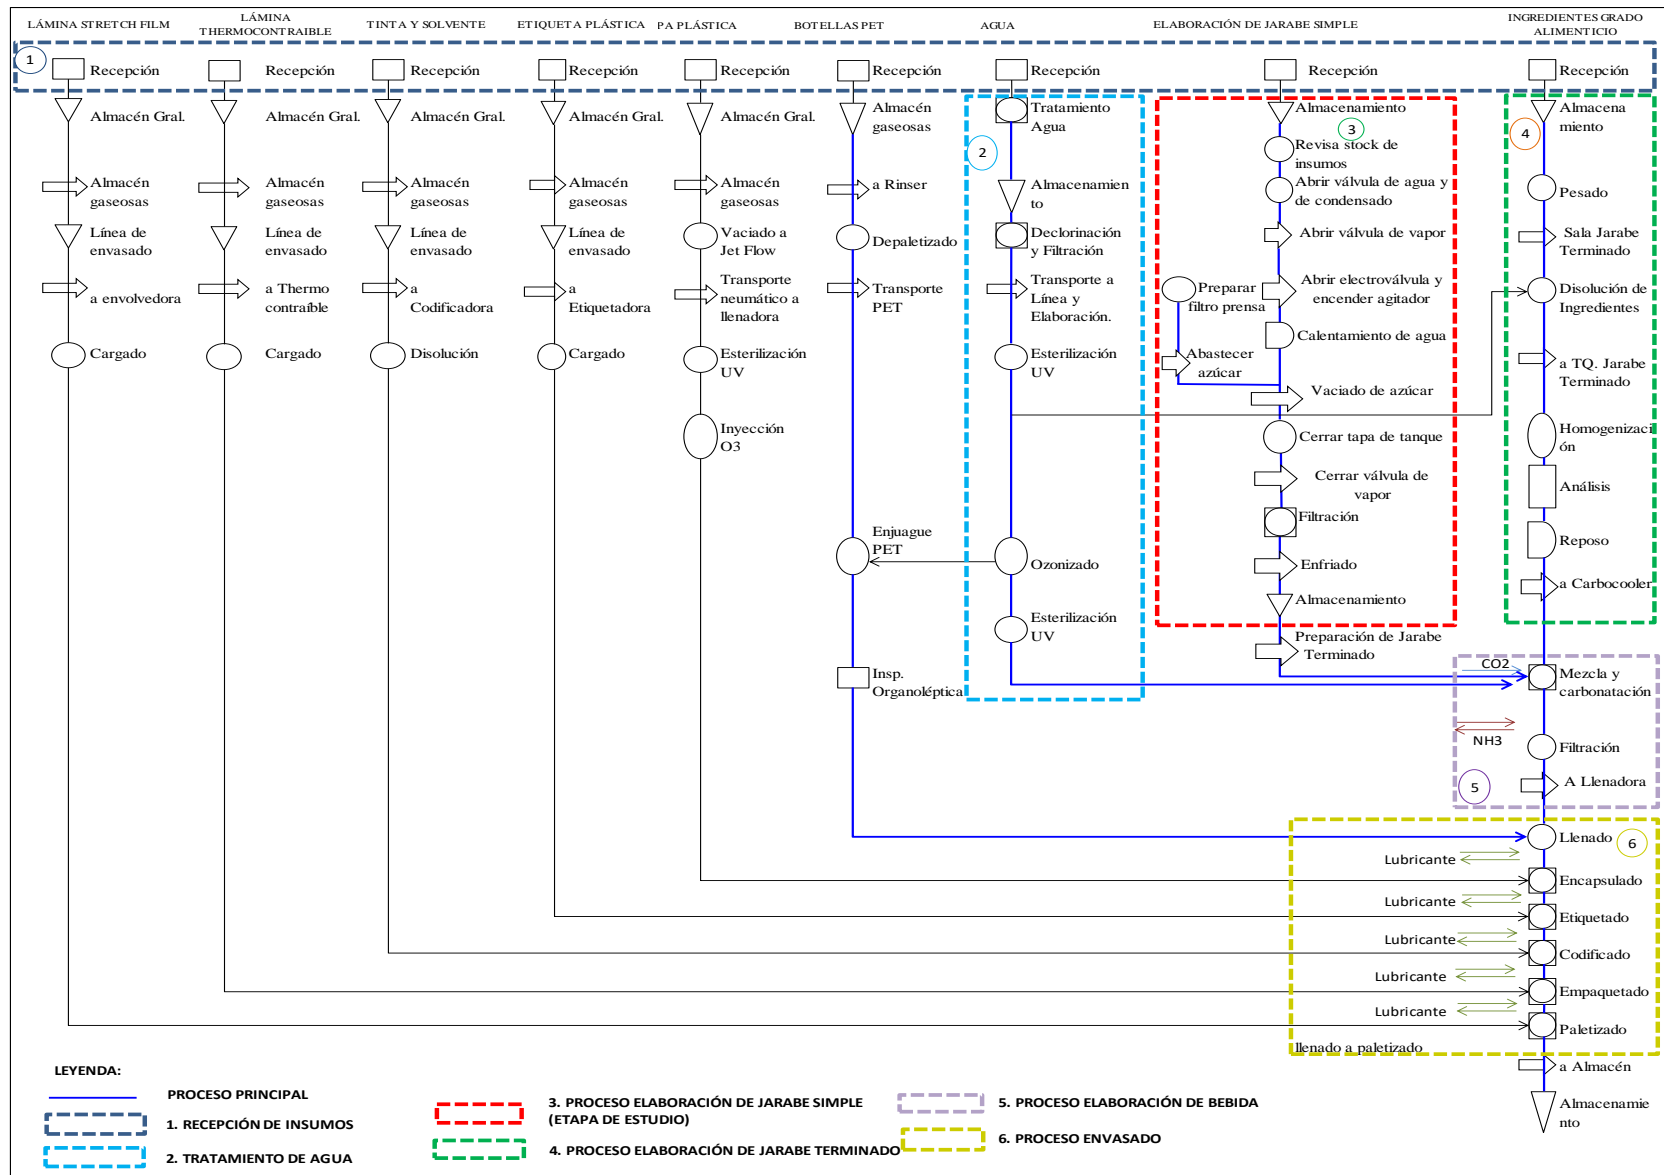 LÁMINA STRETCH FILM
LÁMINA
THERMOCONTRAIBLE
TINTA Y SOLVENTE
ETIQUETA PLÁSTICA
PA PLÁSTICA
BOTELLAS PET
AGUA
ELABORACIÓN DE JARABE SIMPLE
INGREDIENTES GRADO
ALIMENTICIO
1
Recepción
Recepción
Recepción
Recepción
Recepción
Recepción
Recepción
Recepción
Recepción
Almacén Gral.
Almacén
gaseosas
Línea de
envasado
a envolvedora
Cargado
Almacén Gral.
Almacén
gaseosas
Línea de
envasado
a Thermo
contraíble
Cargado
Almacén Gral.
Almacén
gaseosas
Línea de
envasado
a
Codificadora
Disolución
Almacén Gral.
Almacén
gaseosas
Línea de
envasado
a
Etiquetadora
Cargado
Almacén Gral.
Almacén
gaseosas
Vaciado a
Jet Flow
Transporte
neumático a
llenadora
Esterilización
UV
Inyección
O3
Almacén
gaseosas
a Rinser
Depaletizado
Transporte
PET
Enjuague
PET
Insp.
Organoléptica
Tratamiento
Agua
2
Almacenamien
to
Declorinación
y Filtración
Transporte a
Línea y
Elaboración.
Esterilización
UV
Ozonizado
Esterilización
UV
Almacenamiento
3
Revisa stock de
insumos
Abrir válvula de agua y
de condensado
Abrir válvula de vapor
Abrir electroválvula y
encender agitador
Preparar
filtro prensa
Calentamiento de agua
Abastecer
azúcar
Vaciado de azúcar
Cerrar tapa de tanque
Cerrar válvula de
vapor
Filtración
Enfriado
Almacenamiento
Preparación de Jarabe
Terminado
Almacena
miento
4
Pesado
Sala Jarabe
Terminado
Disolución de
Ingredientes
a TQ. Jarabe
Terminado
Homogenizaci
ón
Análisis
Reposo
a Carbocooler
CO2
Mezcla y
carbonatación
NH3
Filtración
5
A Llenadora
Llenado
6
Lubricante
Encapsulado
Lubricante
Etiquetado
Lubricante
Codificado
Lubricante
Empaquetado
Lubricante
Paletizado
llenado a paletizado
a Almacén
Almacenamie
nto
LEYENDA:
PROCESO PRINCIPAL
1. RECEPCIÓN DE INSUMOS
2. TRATAMIENTO DE AGUA
3. PROCESO ELABORACIÓN DE JARABE SIMPLE
(ETAPA DE ESTUDIO)
4. PROCESO ELABORACIÓN DE JARABE TERMINADO
5. PROCESO ELABORACIÓN DE BEBIDA
6. PROCESO ENVASADO